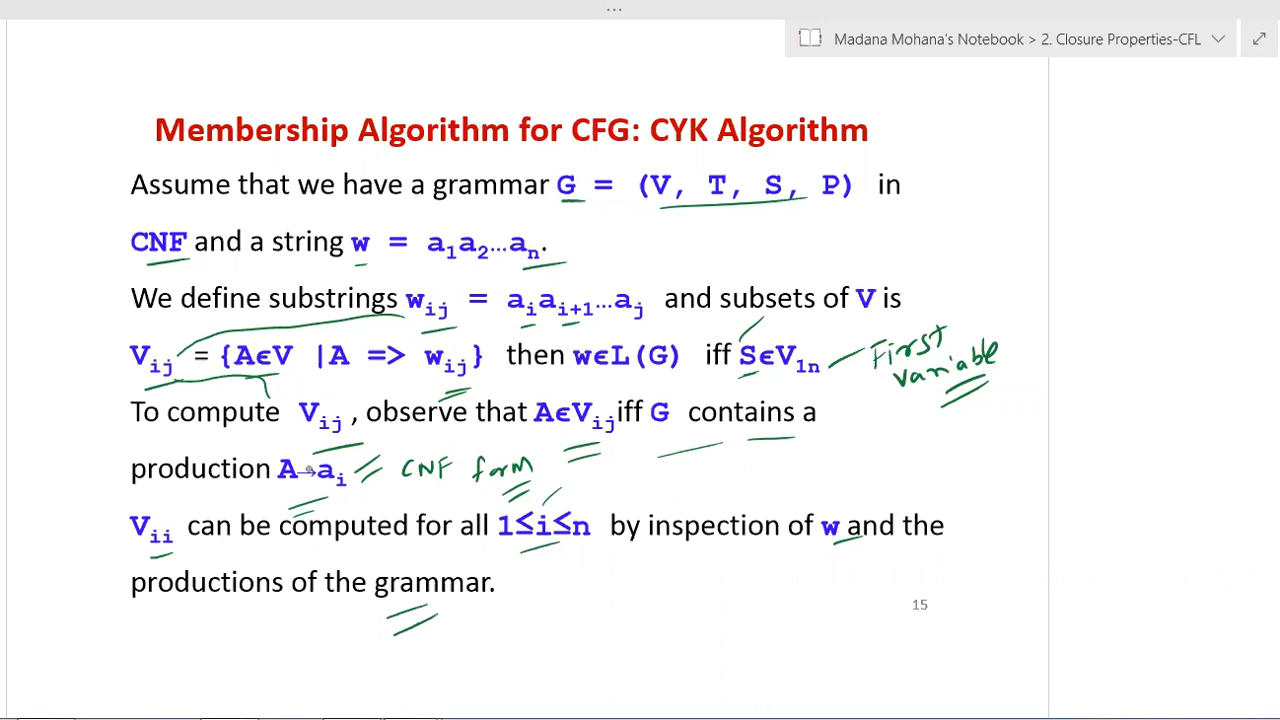 ...
Madana Mohana's Notebook > 2. Closure Properties-CFL
Membership Algorithm for CFG: CYK Algorithm
Assume that we have a grammar G = (V, T, S, P) in
CNF and a string w = a₁a₂…aₙ.
We define substrings wᵢⱼ = aᵢaᵢ₊₁…aⱼ and subsets of V is
Vᵢⱼ = {AϵV |A => wᵢⱼ} then wϵL(G) iff SϵV₁ₙ First variable
To compute Vᵢⱼ , observe that AϵVᵢⱼiff G contains a
production A→aᵢ CNF form
Vᵢᵢ can be computed for all 1≤i≤n by inspection of w and the
productions of the grammar.
15